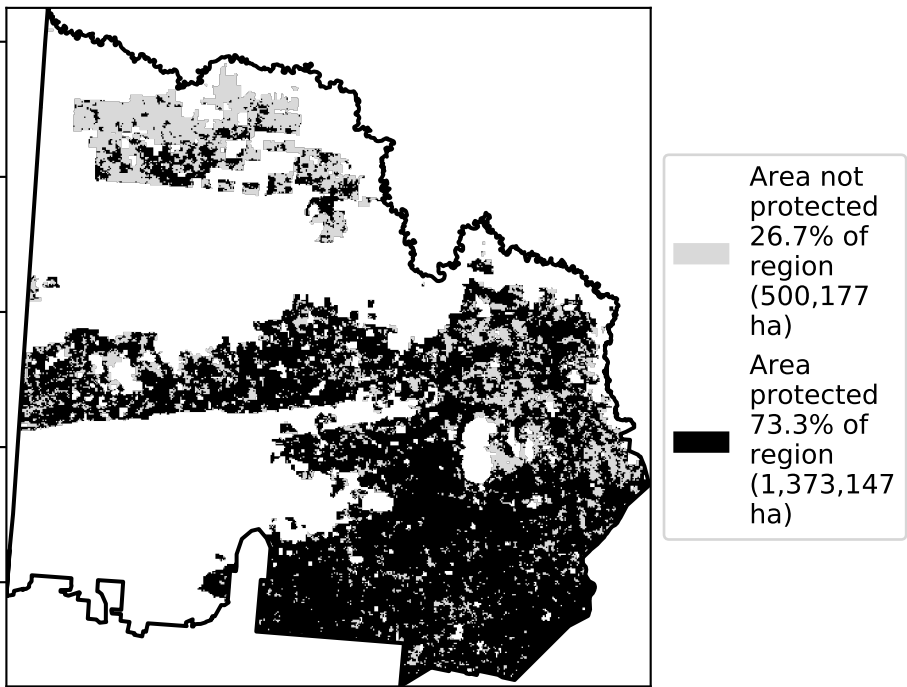 Area not
protected
26.7% of
region
(500,177
ha)
Area
protected
73.3% of
region
(1,373,147
ha)